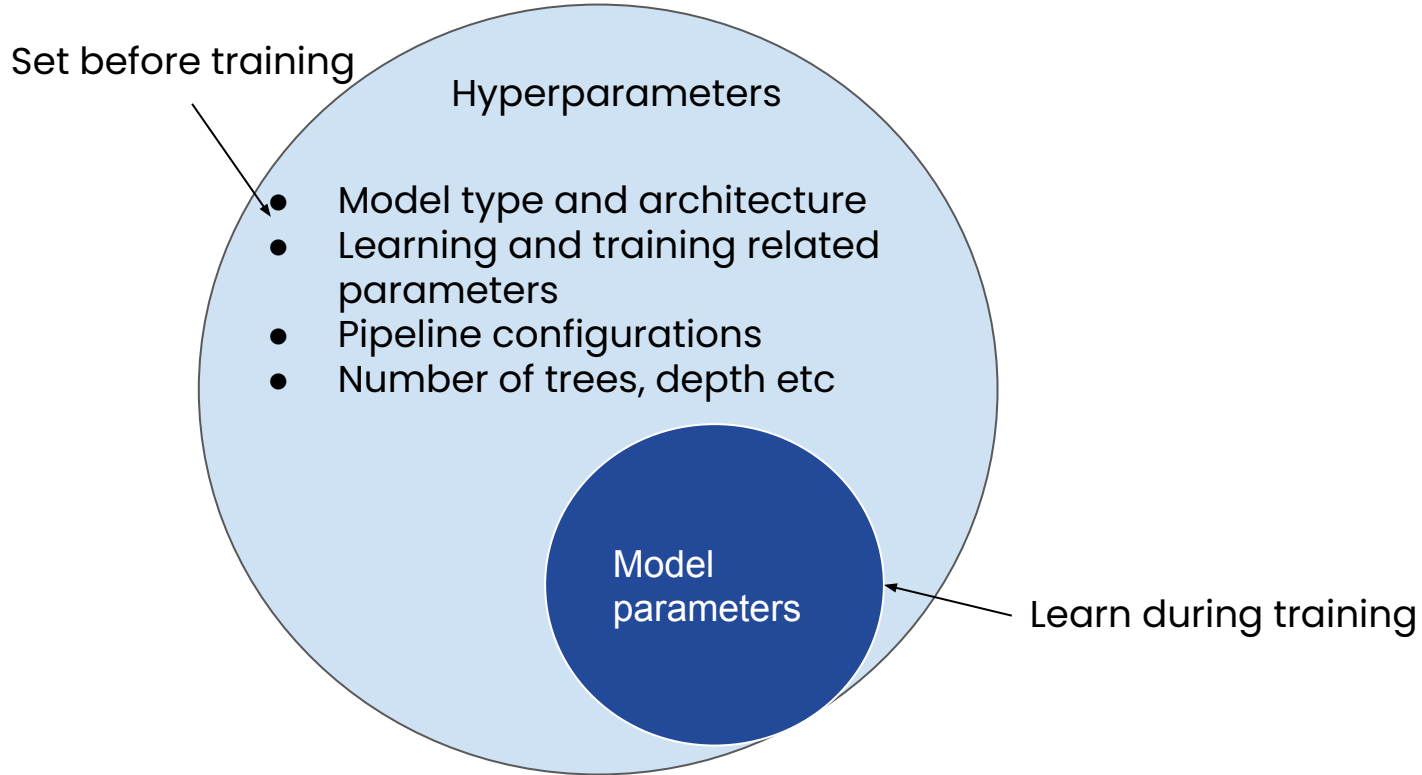 Set before training
Hyperparameters
● Model type and architecture
● Learning and training related
parameters
● Pipeline configurations
● Number of trees, depth etc
Model
parameters
Learn during training